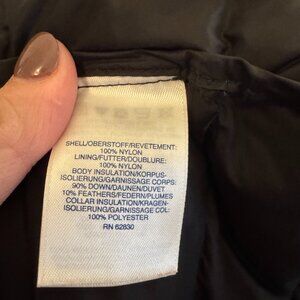 SHELL/OBERSTOFF/REVETEMENT:
100% NYLON
LINING/FUTTER/DOUBLURE:
100% NYLON
BODY INSULATION/KORPUS-
ISOLIERUNG/GARNISSAGE CORPS:
90% DOWN/DAUNEN/DUVET
10% FEATHERS/FEDERN/PLUMES
COLLAR INSULATION/KRAGEN-
ISOLIERUNG/GARNISSAGE COL:
100% POLYESTER
RN 62830